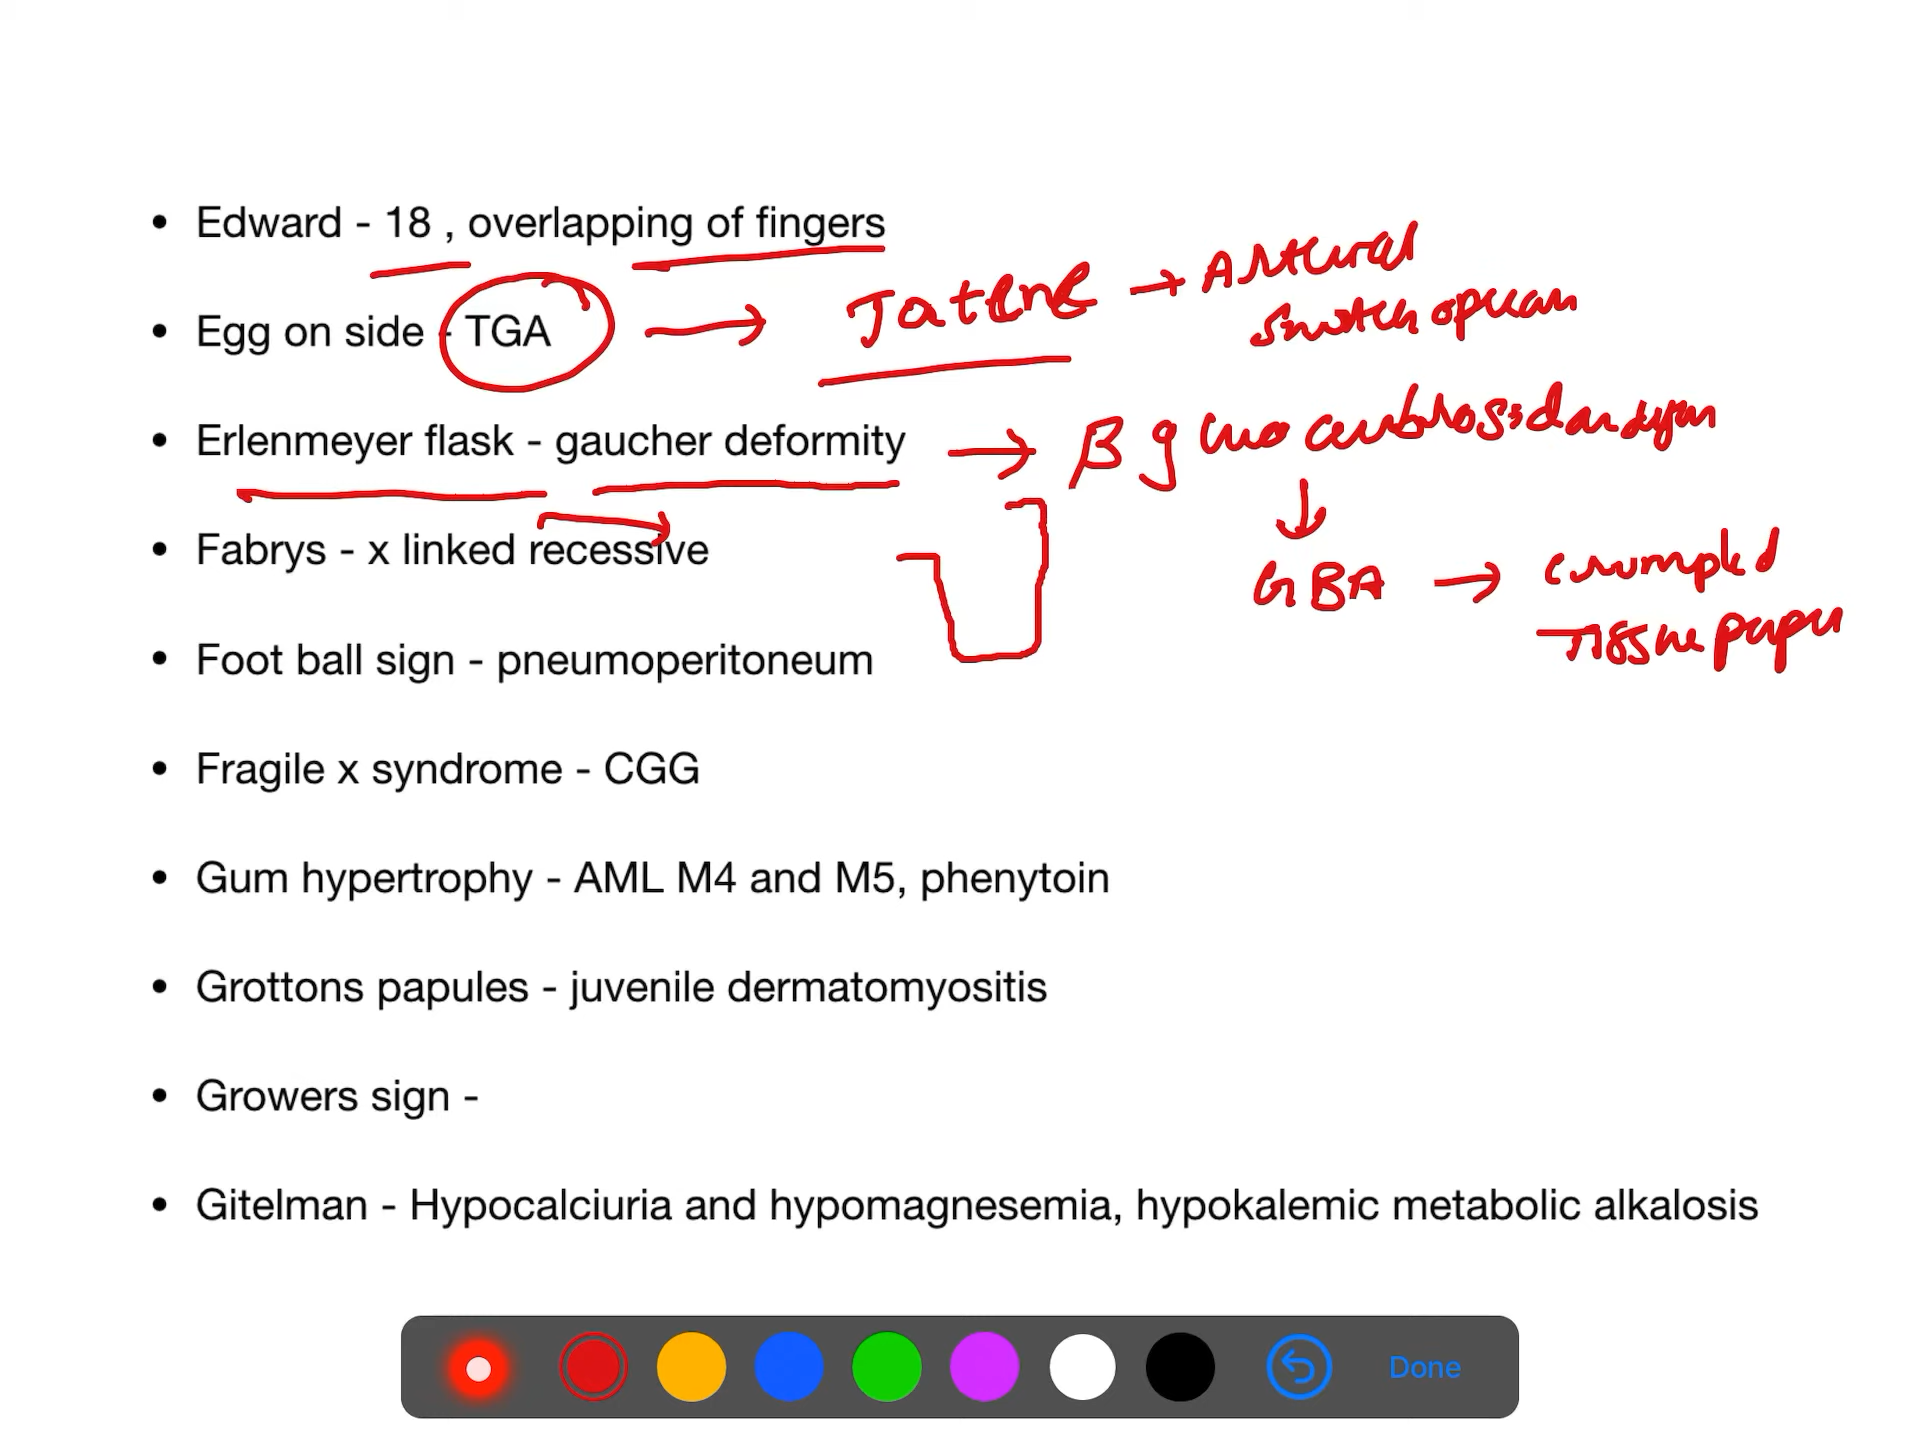 • Edward - 18 , overlapping of fingers
• Egg on side - TGA → Jatene → Arterial
switch operan
• Erlenmeyer flask - gaucher deformity → β
↓
• Fabrys - x linked recessive
GBA → crumpled
Tissue paper
• Foot ball sign - pneumoperitoneum
• Fragile x syndrome - CGG
• Gum hypertrophy - AML M4 and M5, phenytoin
• Grottons papules - juvenile dermatomyositis
• Growers sign -
• Gitelman - Hypocalciuria and hypomagnesemia, hypokalemic metabolic alkalosis
Done